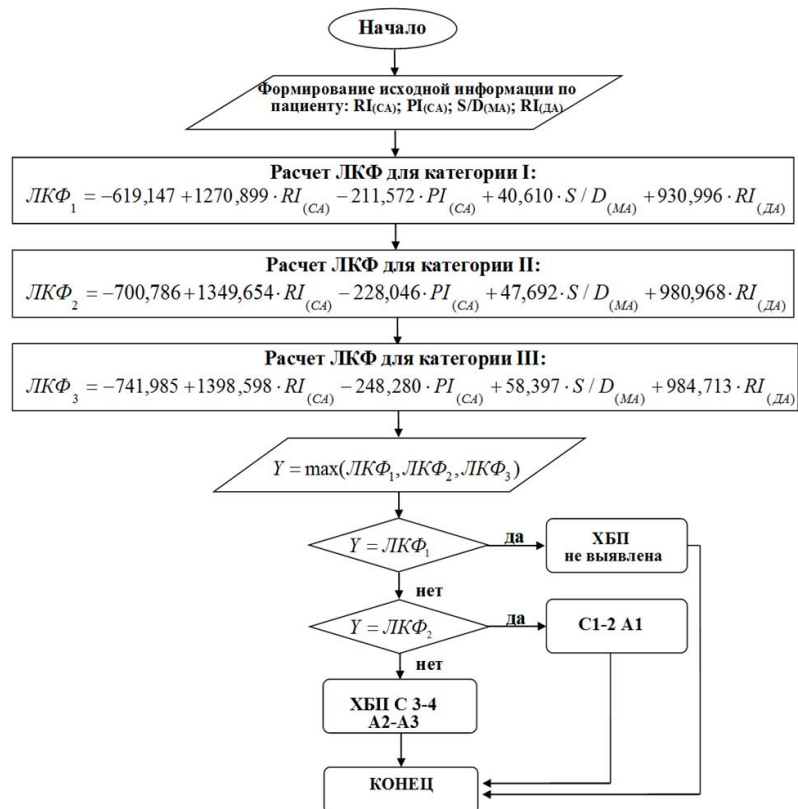 Начало
Формирование исходной информации по
пациенту: RI(СА); PI(СА); S/D(МА); RI(ДА)
Расчет ЛКФ для категории I:
ЛКФ₁ = −619,147 +1270,899 · RI(СА) − 211,572 · PI(СА) + 40,610 · S / D(МА) + 930,996 · RI(ДА)
Расчет ЛКФ для категории II:
ЛКФ₂ = −700,786 +1349,654 · RI(СА) − 228,046 · PI(СА) + 47,692 · S / D(МА) + 980,968 · RI(ДА)
Расчет ЛКФ для категории III:
ЛКФ₃ = −741,985 +1398,598 · RI(СА) − 248,280 · PI(СА) + 58,397 · S / D(МА) + 984,713 · RI(ДА)
Y = max(ЛКФ₁, ЛКФ₂, ЛКФ₃)
Y = ЛКФ₁
да
ХБП
не выявлена
нет
Y = ЛКФ₂
да
С1-2 А1
нет
ХБП С 3-4
А2-А3
КОНЕЦ